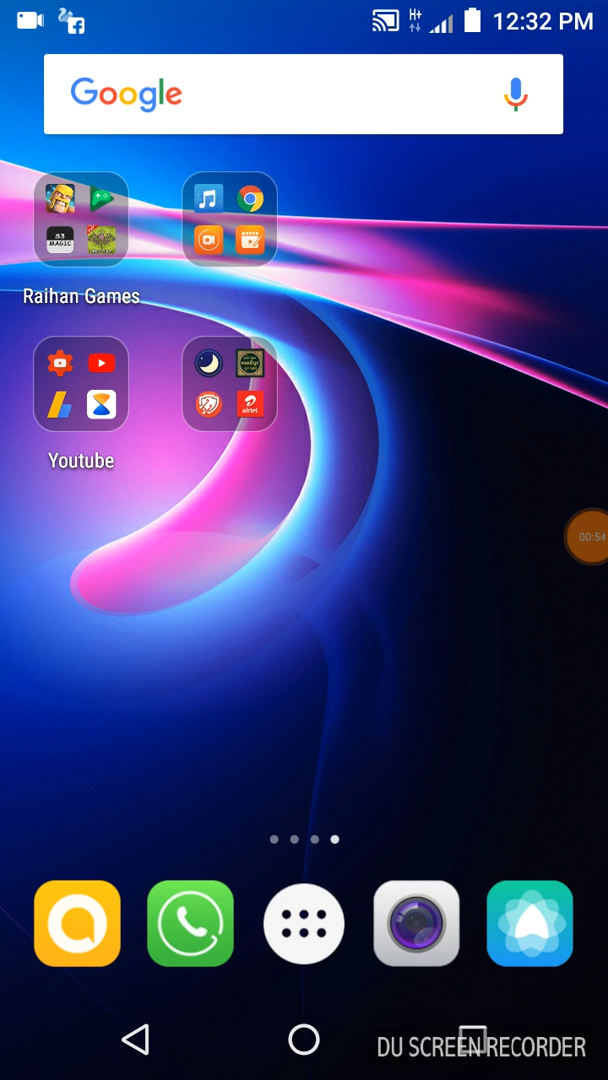 12:32 PM
H+
Google
53
MAGIC
Raihan Games
airtel
Youtube
00:54
DU SCREEN RECORDER